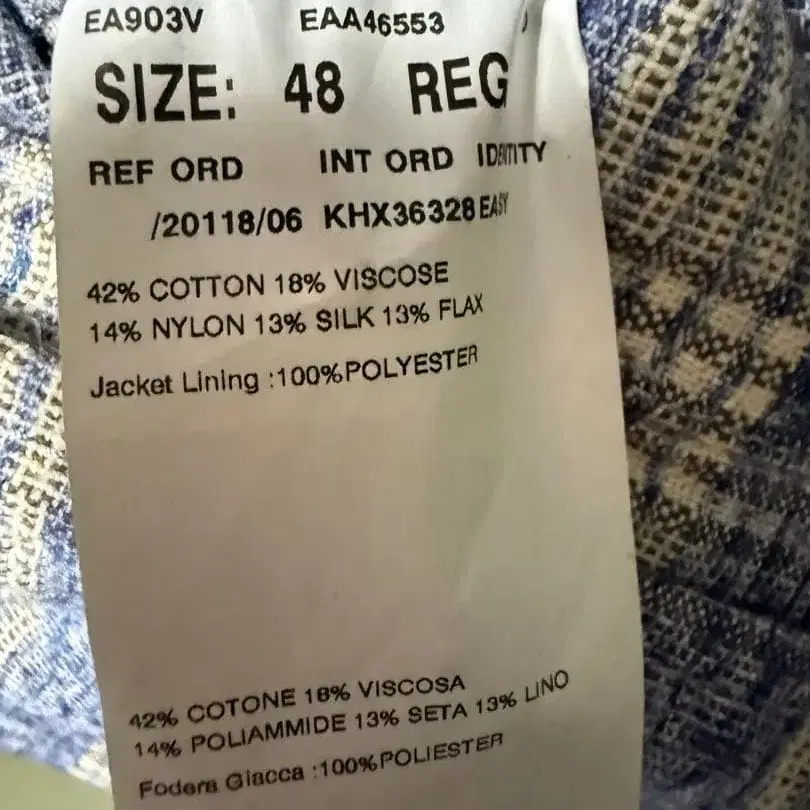 EA903V EAA46553
SIZE: 48 REG
REF ORD INT ORD IDENTITY
/20118/06 KHX36328 EASY
42% COTTON 18% VISCOSE
14% NYLON 13% SILK 13% FLAX
Jacket Lining :100%POLYESTER
42% COTONE 18% VISCOSA
14% POLIAMMIDE 13% SETA 13% LINO
Fodera Giacca :100%POLIESTER